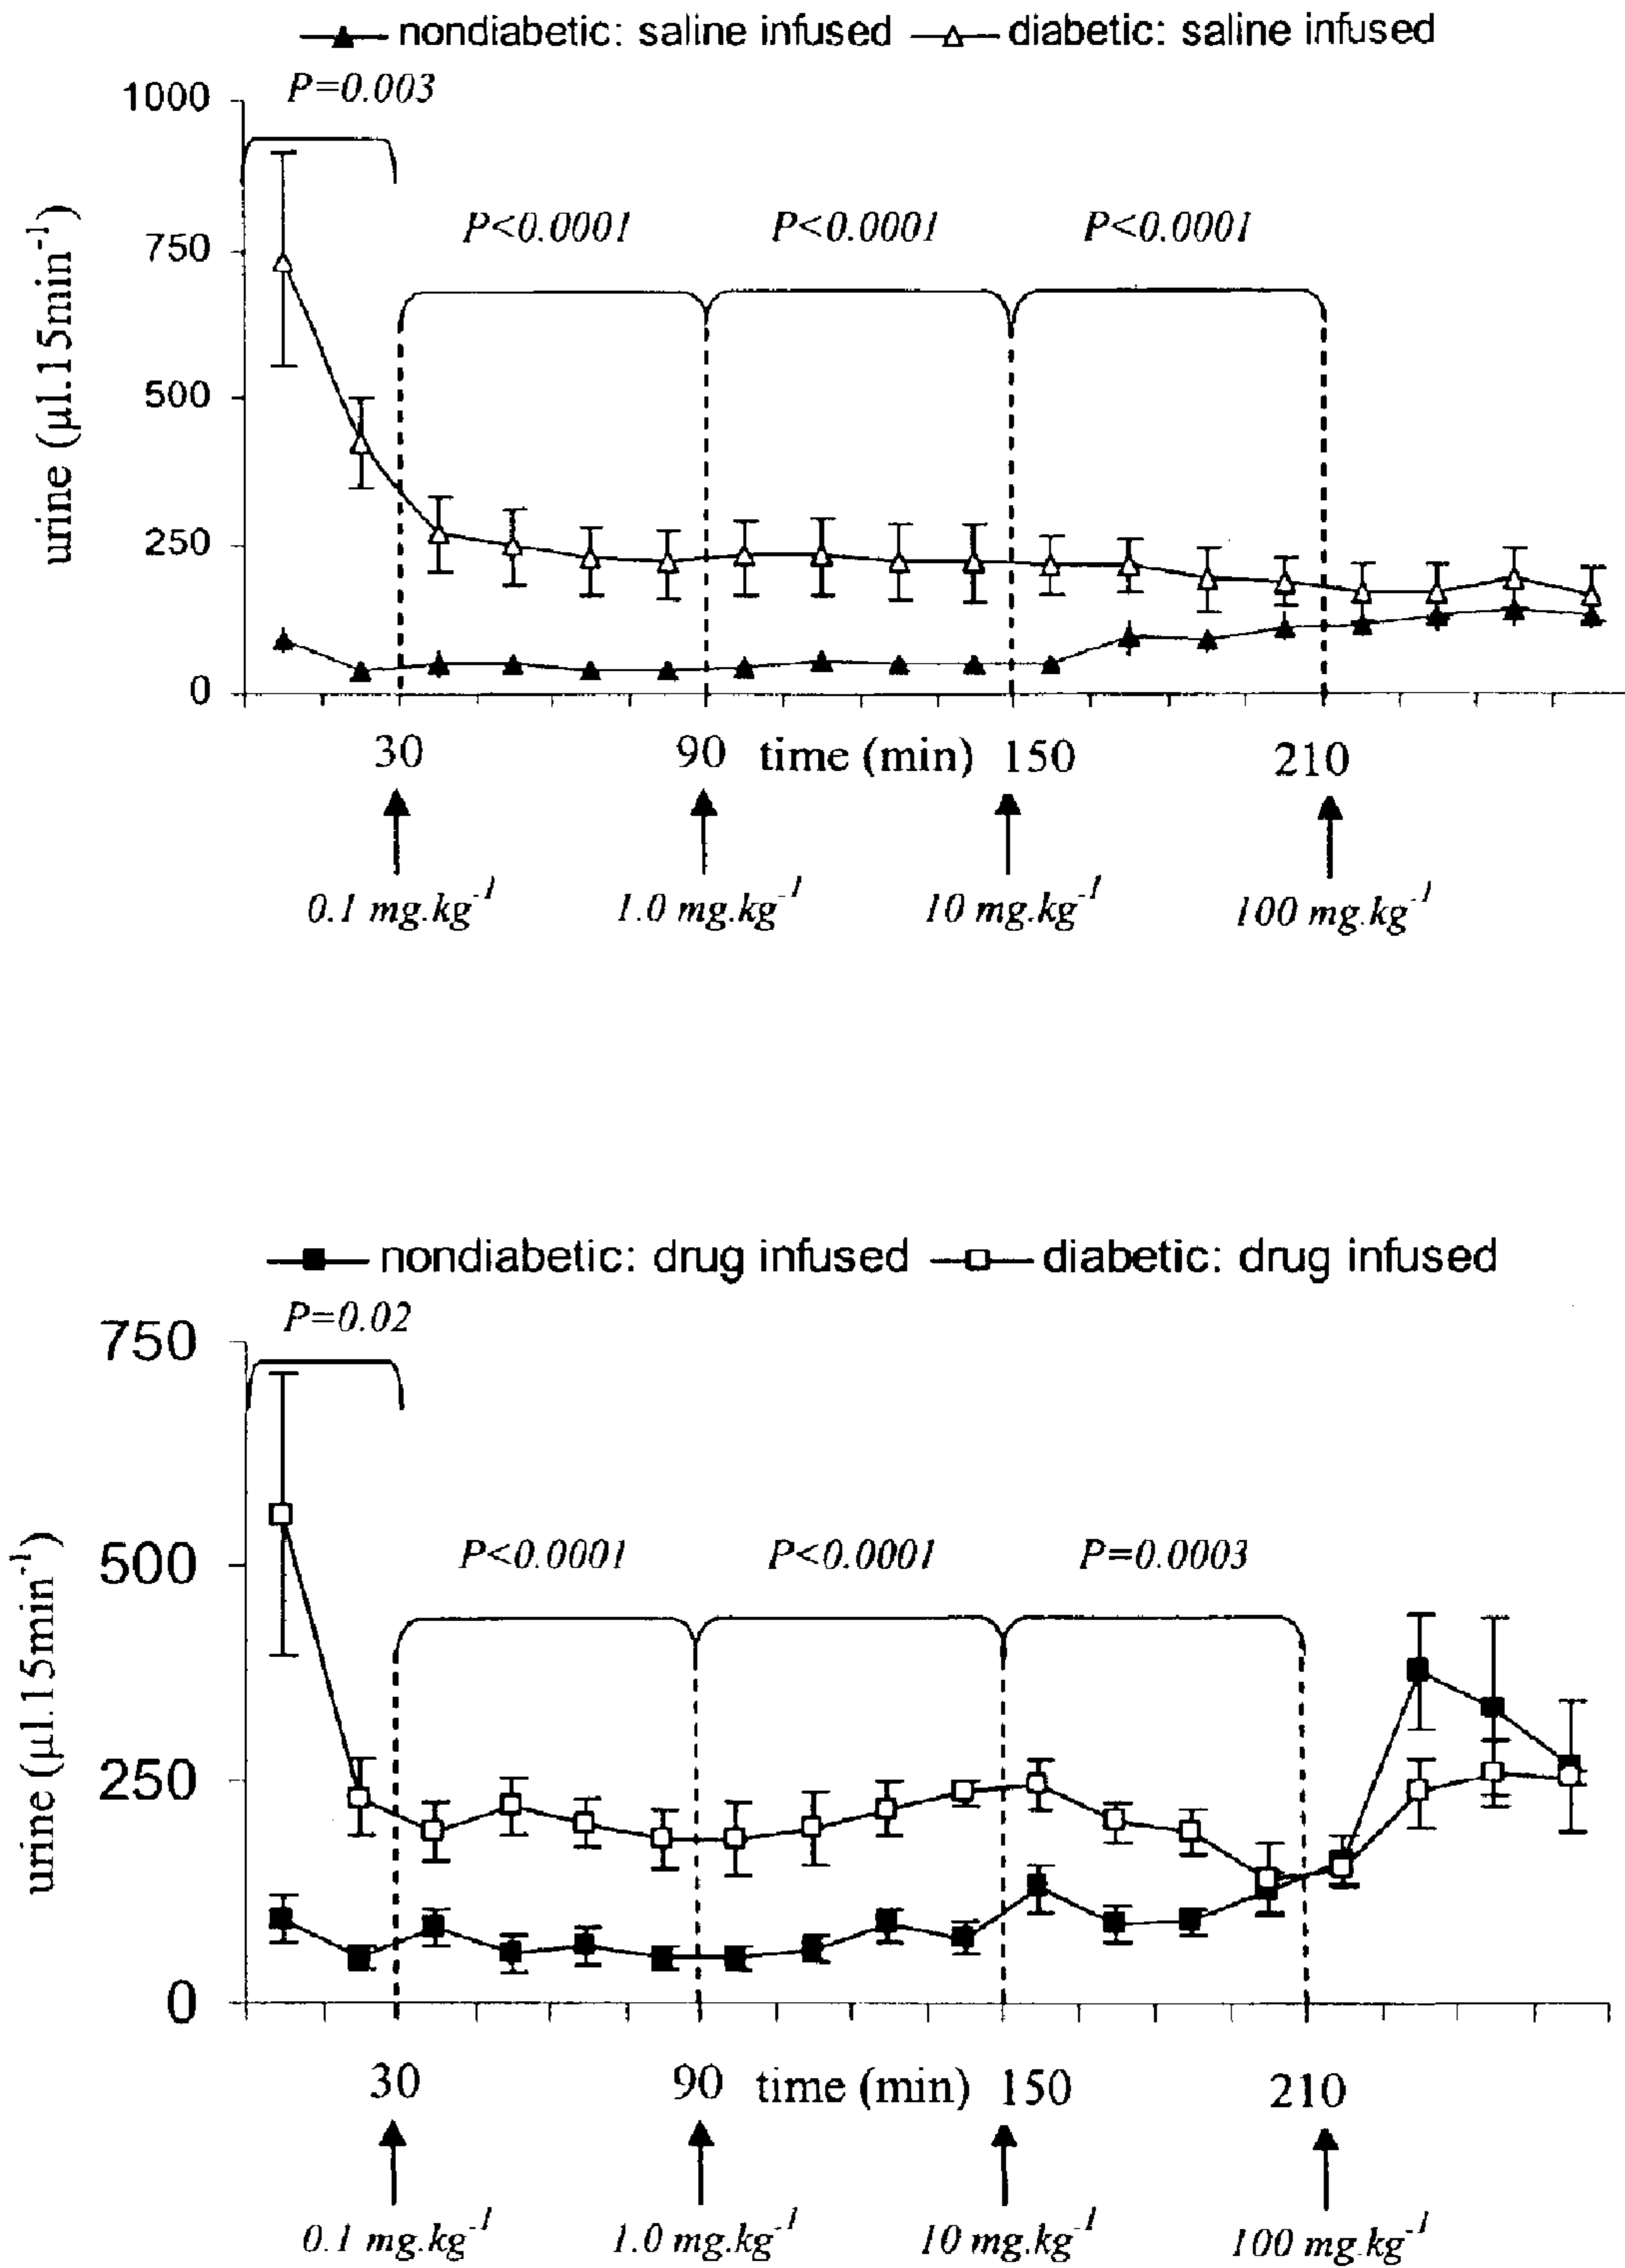 nondiabetic: saline infused diabetic: saline infused
P=0.003
1000
750
500
250
0
urine (µl.15min⁻¹)
P<0.0001 P<0.0001 P<0.0001
30 90 time (min) 150 210
0.1 mg.kg⁻¹ 1.0 mg.kg⁻¹ 10 mg.kg⁻¹ 100 mg.kg⁻¹
nondiabetic: drug infused diabetic: drug infused
P=0.02
750
500
250
0
urine (µl.15min⁻¹)
P<0.0001 P<0.0001 P=0.0003
30 90 time (min) 150 210
0.1 mg.kg⁻¹ 1.0 mg.kg⁻¹ 10 mg.kg⁻¹ 100 mg.kg⁻¹